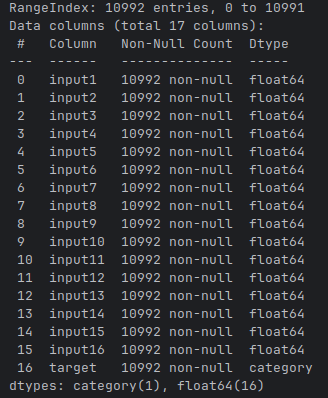 RangeIndex: 10992 entries, 0 to 10991
Data columns (total 17 columns):
 #   Column   Non-Null Count  Dtype
---  ------   --------------  -----
 0   input1   10992 non-null  float64
 1   input2   10992 non-null  float64
 2   input3   10992 non-null  float64
 3   input4   10992 non-null  float64
 4   input5   10992 non-null  float64
 5   input6   10992 non-null  float64
 6   input7   10992 non-null  float64
 7   input8   10992 non-null  float64
 8   input9   10992 non-null  float64
 9   input10  10992 non-null  float64
 10  input11  10992 non-null  float64
 11  input12  10992 non-null  float64
 12  input13  10992 non-null  float64
 13  input14  10992 non-null  float64
 14  input15  10992 non-null  float64
 15  input16  10992 non-null  float64
 16  target   10992 non-null  category
dtypes: category(1), float64(16)